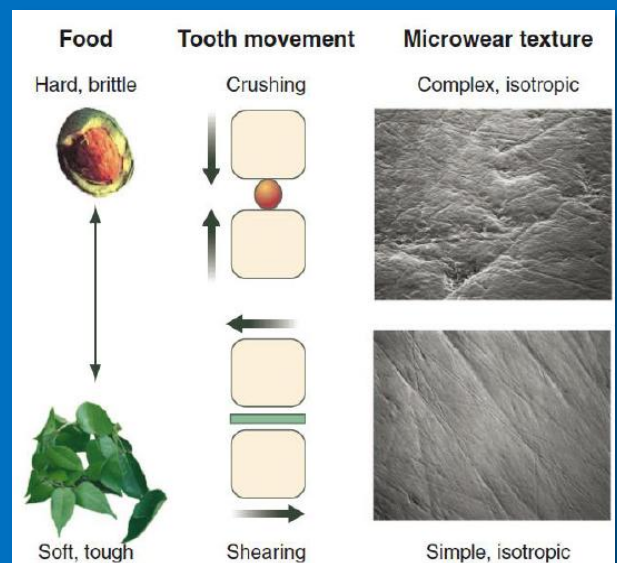 Food Tooth movement Microwear texture
Hard, brittle Crushing Complex, isotropic
Soft, tough Shearing Simple, isotropic